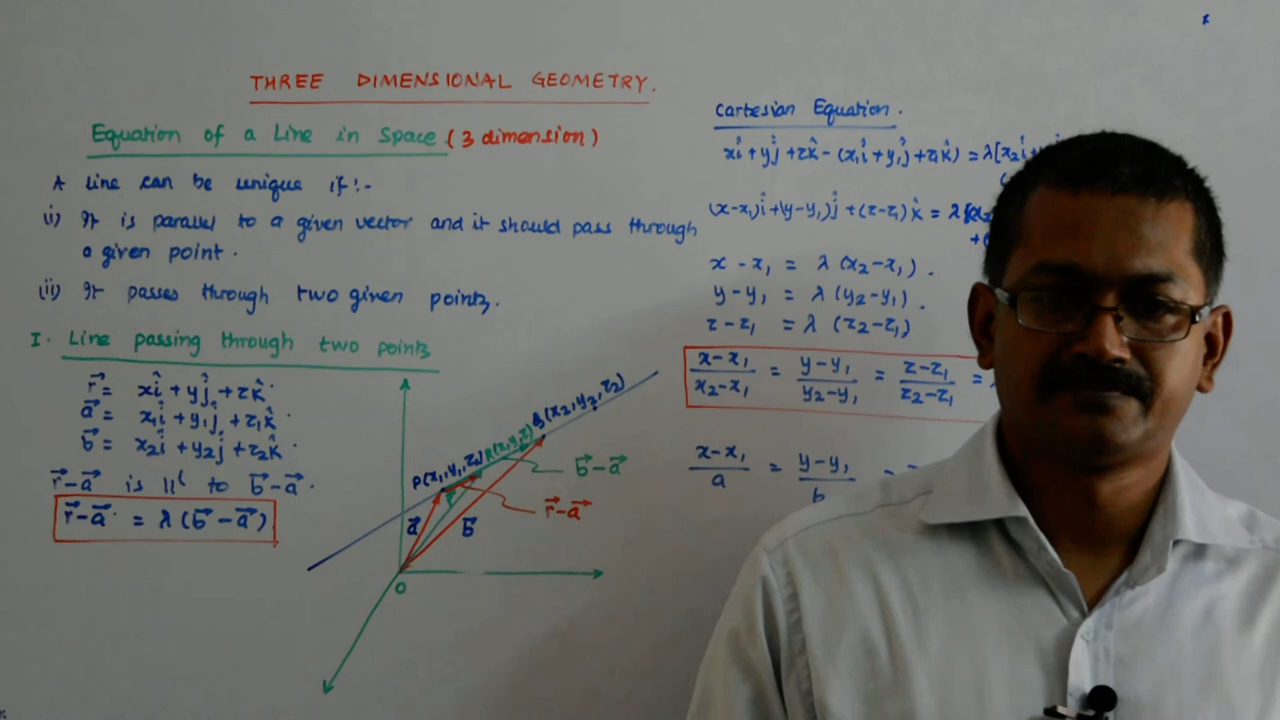 THREE DIMENSIONAL GEOMETRY.
Equation of a Line in Space (3 dimension)
A line can be unique if :-
(i) It is parallel to a given vector and it should pass through
a given point.
(ii) It passes through two given points.
I. Line passing through two points
r⃗ = xî + yĵ + zk̂
a⃗ = x₁î + y₁ĵ + z₁k̂
b⃗ = x₂î + y₂ĵ + z₂k̂
r⃗-a⃗ is ||ˡ to b⃗-a⃗.
r⃗-a⃗ = λ(b⃗-a⃗)
P(x₁,y₁,z₁)
R(x,y,z)
Q(x₂,y₂,z₂)
b⃗-a⃗
r⃗-a⃗
a⃗
r⃗
b⃗
O
Cartesian Equation.
xî + yĵ + zk̂ - (x₁î + y₁ĵ + z₁k̂) = λ[x₂î +
(x-x₁)î + (y-y₁)ĵ + (z-z₁)k̂ = λ
x - x₁ = λ(x₂-x₁).
y - y₁ = λ(y₂-y₁).
z - z₁ = λ(z₂-z₁)
(x-x₁)/(x₂-x₁) = (y-y₁)/(y₂-y₁) = (z-z₁)/(z₂-z₁) =
(x-x₁)/a = (y-y₁)/b =